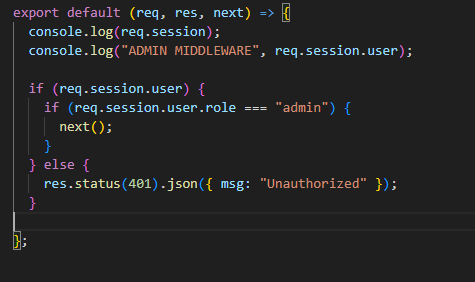 export default (req, res, next) => {
  console.log(req.session);
  console.log("ADMIN MIDDLEWARE", req.session.user);

  if (req.session.user) {
    if (req.session.user.role === "admin") {
      next();
    }
  } else {
    res.status(401).json({ msg: "Unauthorized" });
  }

};